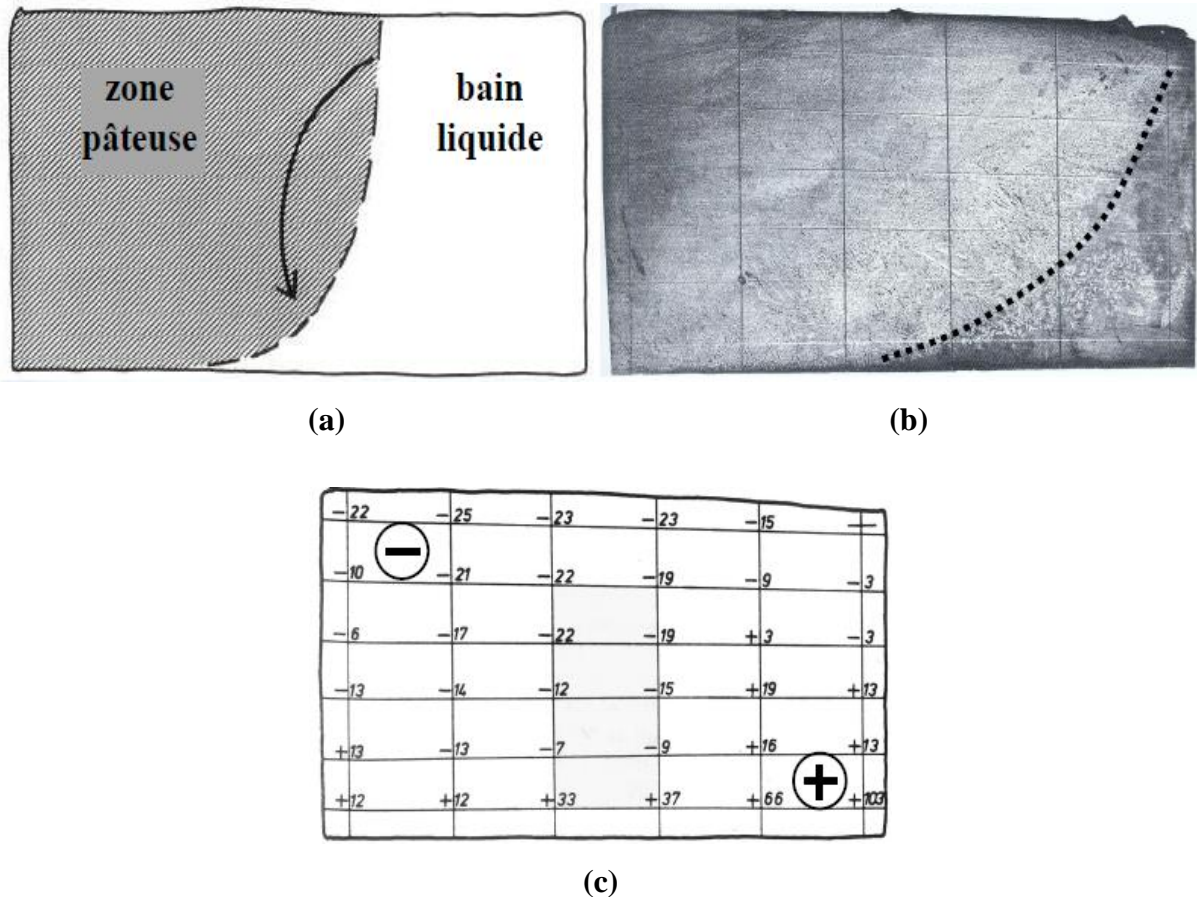 zone
pâteuse
bain
liquide
(a)
(b)
−22 −25 −23 −23 −15 −
−10 −21 −22 −19 −9 −3
−6 −17 −22 −19 +3 −3
−13 −14 −12 −15 +19 +13
+13 −13 −7 −9 +16 +13
+12 +12 +33 +37 +66 +103
−
+
(c)